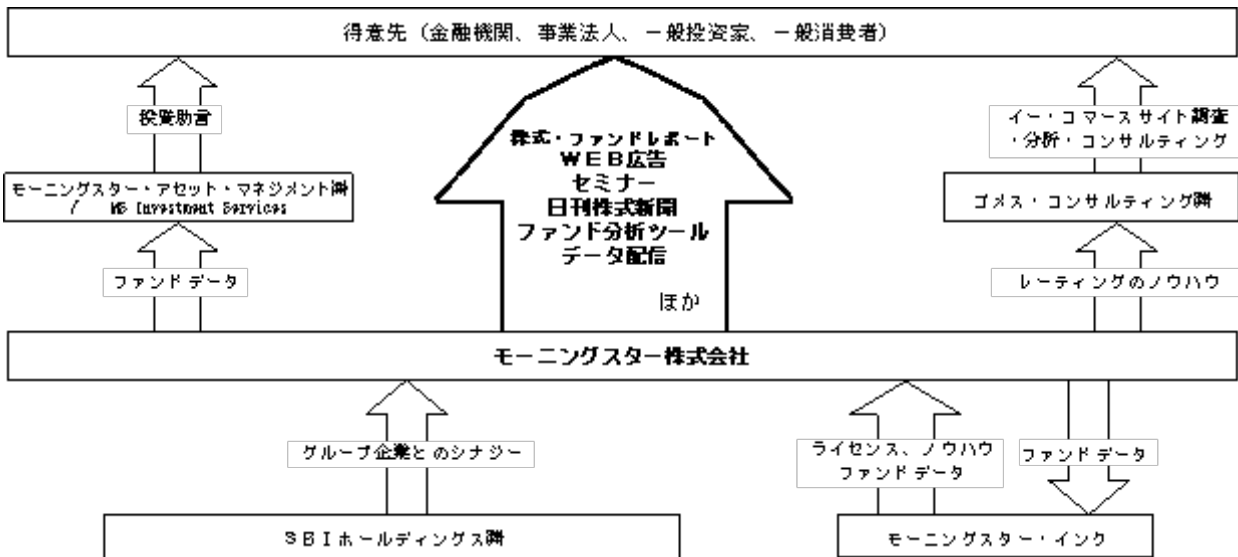 得意先（金融機関、事業法人、一般投資家、一般消費者）
投資助言
株式・ファンドレポート
WEB広告
セミナー
日刊株式新聞
ファンド分析ツール
データ配信
ほか
イー・コマースサイト調査
・分析・コンサルティング
モーニングスター・アセット・マネジメント㈱
/ MS Investment Services
ゴメス・コンサルティング㈱
ファンドデータ
レーティングのノウハウ
モーニングスター株式会社
グループ企業とのシナジー
ライセンス、ノウハウ
ファンドデータ
ファンドデータ
SBIホールディングス㈱
モーニングスター・インク